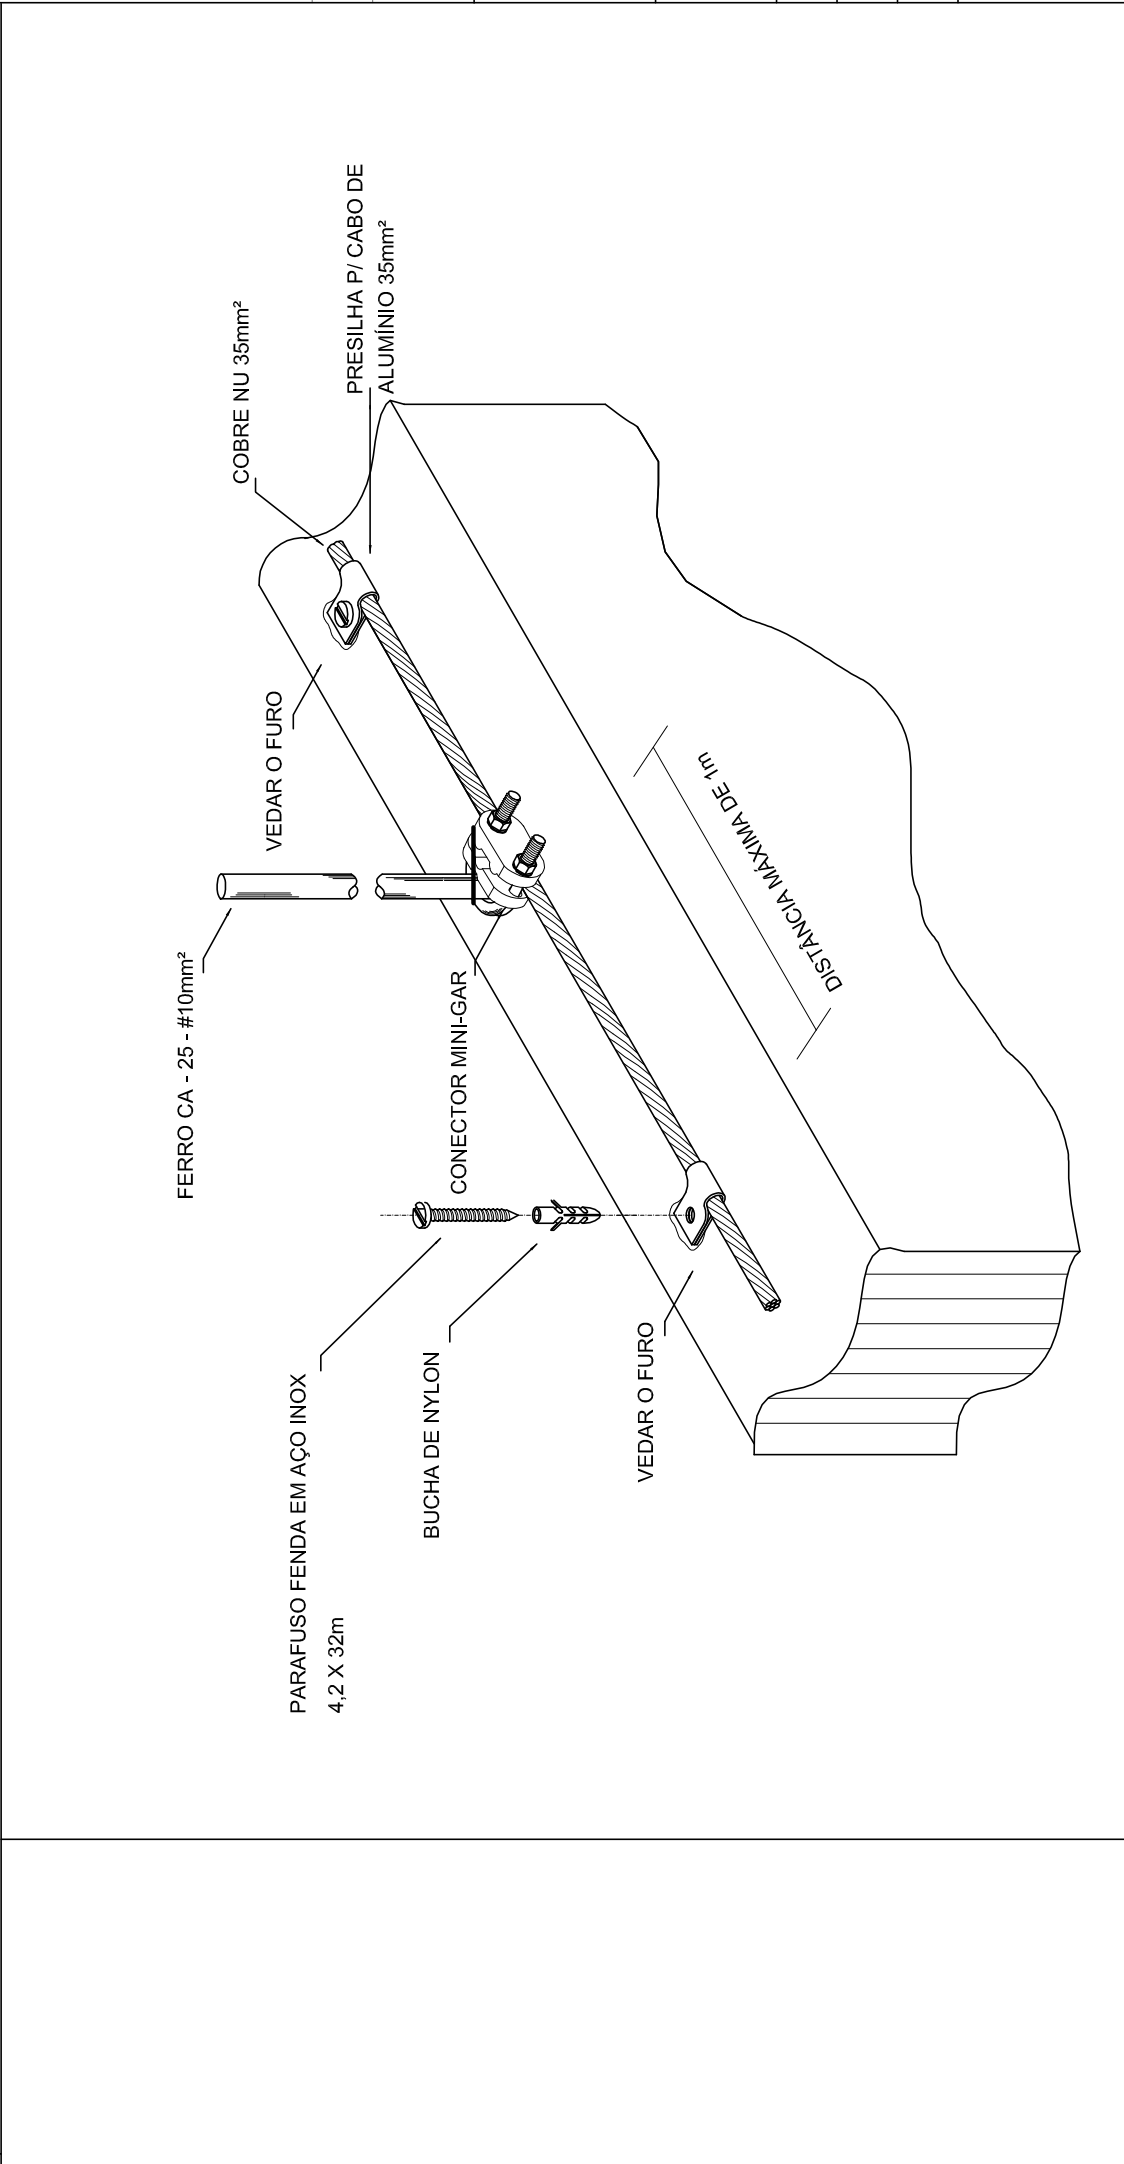 FERRO CA - 25 - #10mm²
COBRE NU 35mm²
VEDAR O FURO
PRESILHA P/ CABO DE
ALUMÍNIO 35mm²
PARAFUSO FENDA EM AÇO INOX
4,2 X 32m
BUCHA DE NYLON
CONECTOR MINI-GAR
VEDAR O FURO
DISTÂNCIA MÁXIMA DE 1m